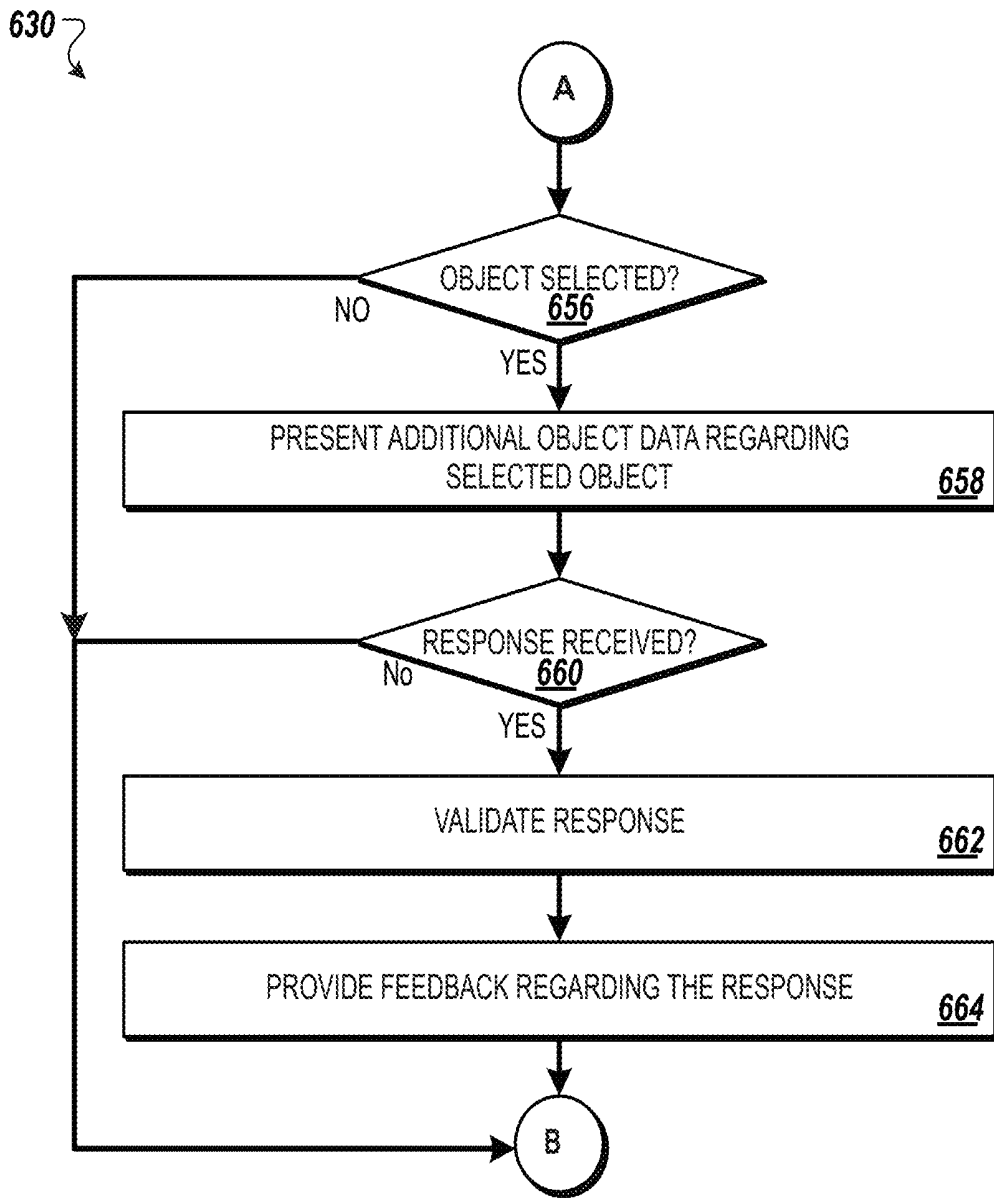 630
A
OBJECT SELECTED?
656
NO
YES
PRESENT ADDITIONAL OBJECT DATA REGARDING
SELECTED OBJECT
658
RESPONSE RECEIVED?
660
No
YES
VALIDATE RESPONSE
662
PROVIDE FEEDBACK REGARDING THE RESPONSE
664
B